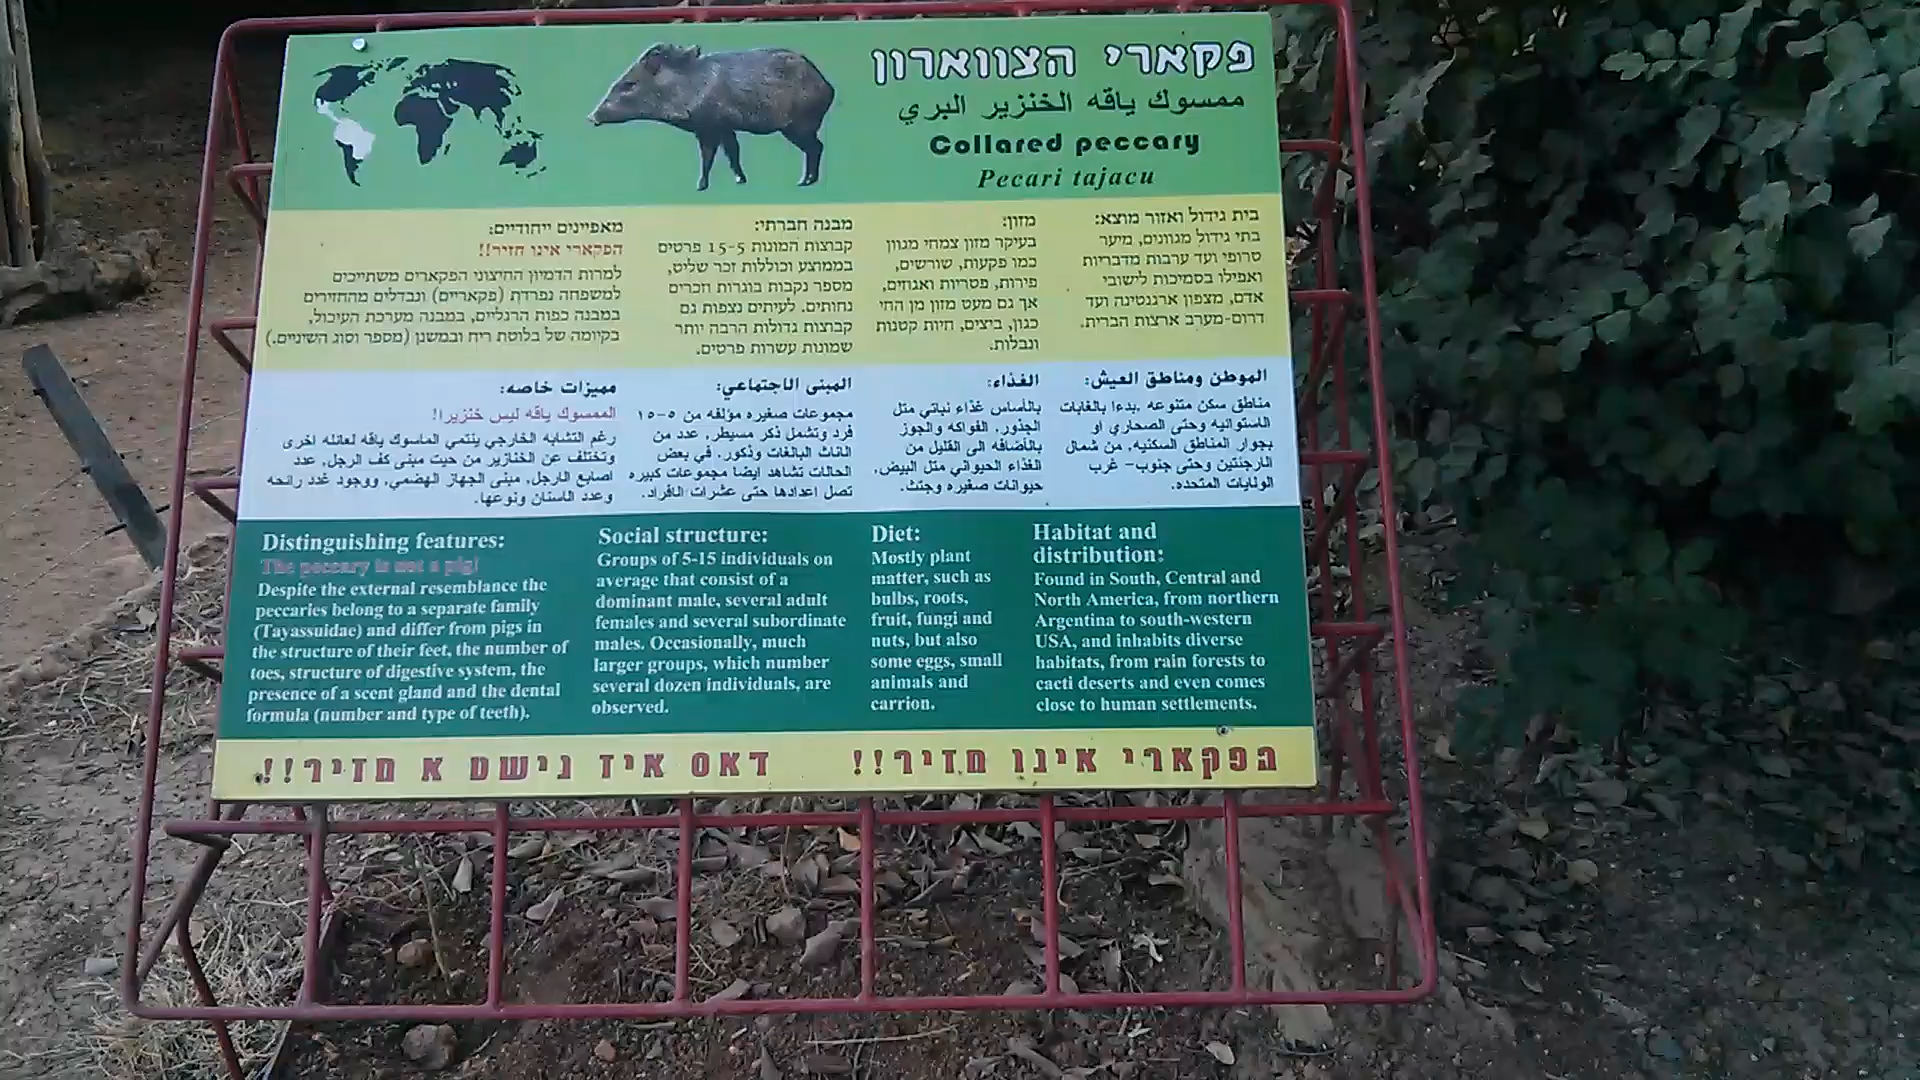 פקארי הצווארון
ممسوك ياقه الخنزير البري
Collared peccary
Pecari tajacu
בית גידול ואזור מוצא:
בתי גידול מגוונים, מיער
טרופי ועד ערבות מדבריות
ואפילו בסמיכות לישובי
אדם, מצפון ארגנטינה ועד
דרום-מערב ארצות הברית.
מזון:
בעיקר מזון צמחי מגוון
כמו פקעות, שורשים,
פירות, פטריות ואגוזים,
אך גם מעט מזון מן החי
כגון, ביצים, חיות קטנות
ונבלות.
מבנה חברתי:
קבוצות המונות 15-5 פרטים
בממוצע וכוללות זכר שליט,
מספר נקבות בוגרות וזכרים
נחותים. לעיתים נצפות גם
קבוצות גדולות הרבה יותר
שמונות עשרות פרטים.
מאפיינים ייחודיים:
הפקארי אינו חזיר!!
למרות הדמיון החיצוני הפקארים משתייכים
למשפחה נפרדת (פקאריים) ונבדלים מהחזירים
במבנה כפות הרגליים, במבנה מערכת העיכול,
בקיומה של בלוטת ריח ובמשנן (מספר וסוג השיניים.)
الموطن ومناطق العيش:
مناطق سكن متنوعه ,بدءا بالغابات
الاستوائيه وحتى الصحاري او
بجوار المناطق السكنيه, من شمال
الارجنتين وحتى جنوب- غرب
الولايات المتحده.
الغذاء:
بالأساس غذاء نباتي مثل
الجذور, الفواكه والجوز
بالأضافه الى القليل من
الغذاء الحيواني مثل البيض,
حيوانات صغيره وجثث.
المبنى الاجتماعي:
مجموعات صغيره مؤلفه من ٥-١٥
فرد وتشمل ذكر مسيطر, عدد من
الاناث البالغات وذكور. في بعض
الحالات تشاهد ايضا مجموعات كبيره
تصل اعدادها حتى عشرات الافراد.
مميزات خاصه:
الممسوك ياقه ليس خنزيرا!
رغم التشابه الخارجي ينتمي الماسوك ياقه لعائله اخرى
وتختلف عن الخنازير من حيت مبنى كف الرجل, عدد
اصابع الارجل, مبنى الجهاز الهضمي, ووجود غدد رائحه
وعدد الاسنان ونوعها.
Distinguishing features:
The peccary is not a pig!
Despite the external resemblance the
peccaries belong to a separate family
(Tayassuidae) and differ from pigs in
the structure of their feet, the number of
toes, structure of digestive system, the
presence of a scent gland and the dental
formula (number and type of teeth).
Social structure:
Groups of 5-15 individuals on
average that consist of a
dominant male, several adult
females and several subordinate
males. Occasionally, much
larger groups, which number
several dozen individuals, are
observed.
Diet:
Mostly plant
matter, such as
bulbs, roots,
fruit, fungi and
nuts, but also
some eggs, small
animals and
carrion.
Habitat and
distribution:
Found in South, Central and
North America, from northern
Argentina to south-western
USA, and inhabits diverse
habitats, from rain forests to
cacti deserts and even comes
close to human settlements.
הפקארי אינו חזיר!! דאס איז נישט א חזיר!!